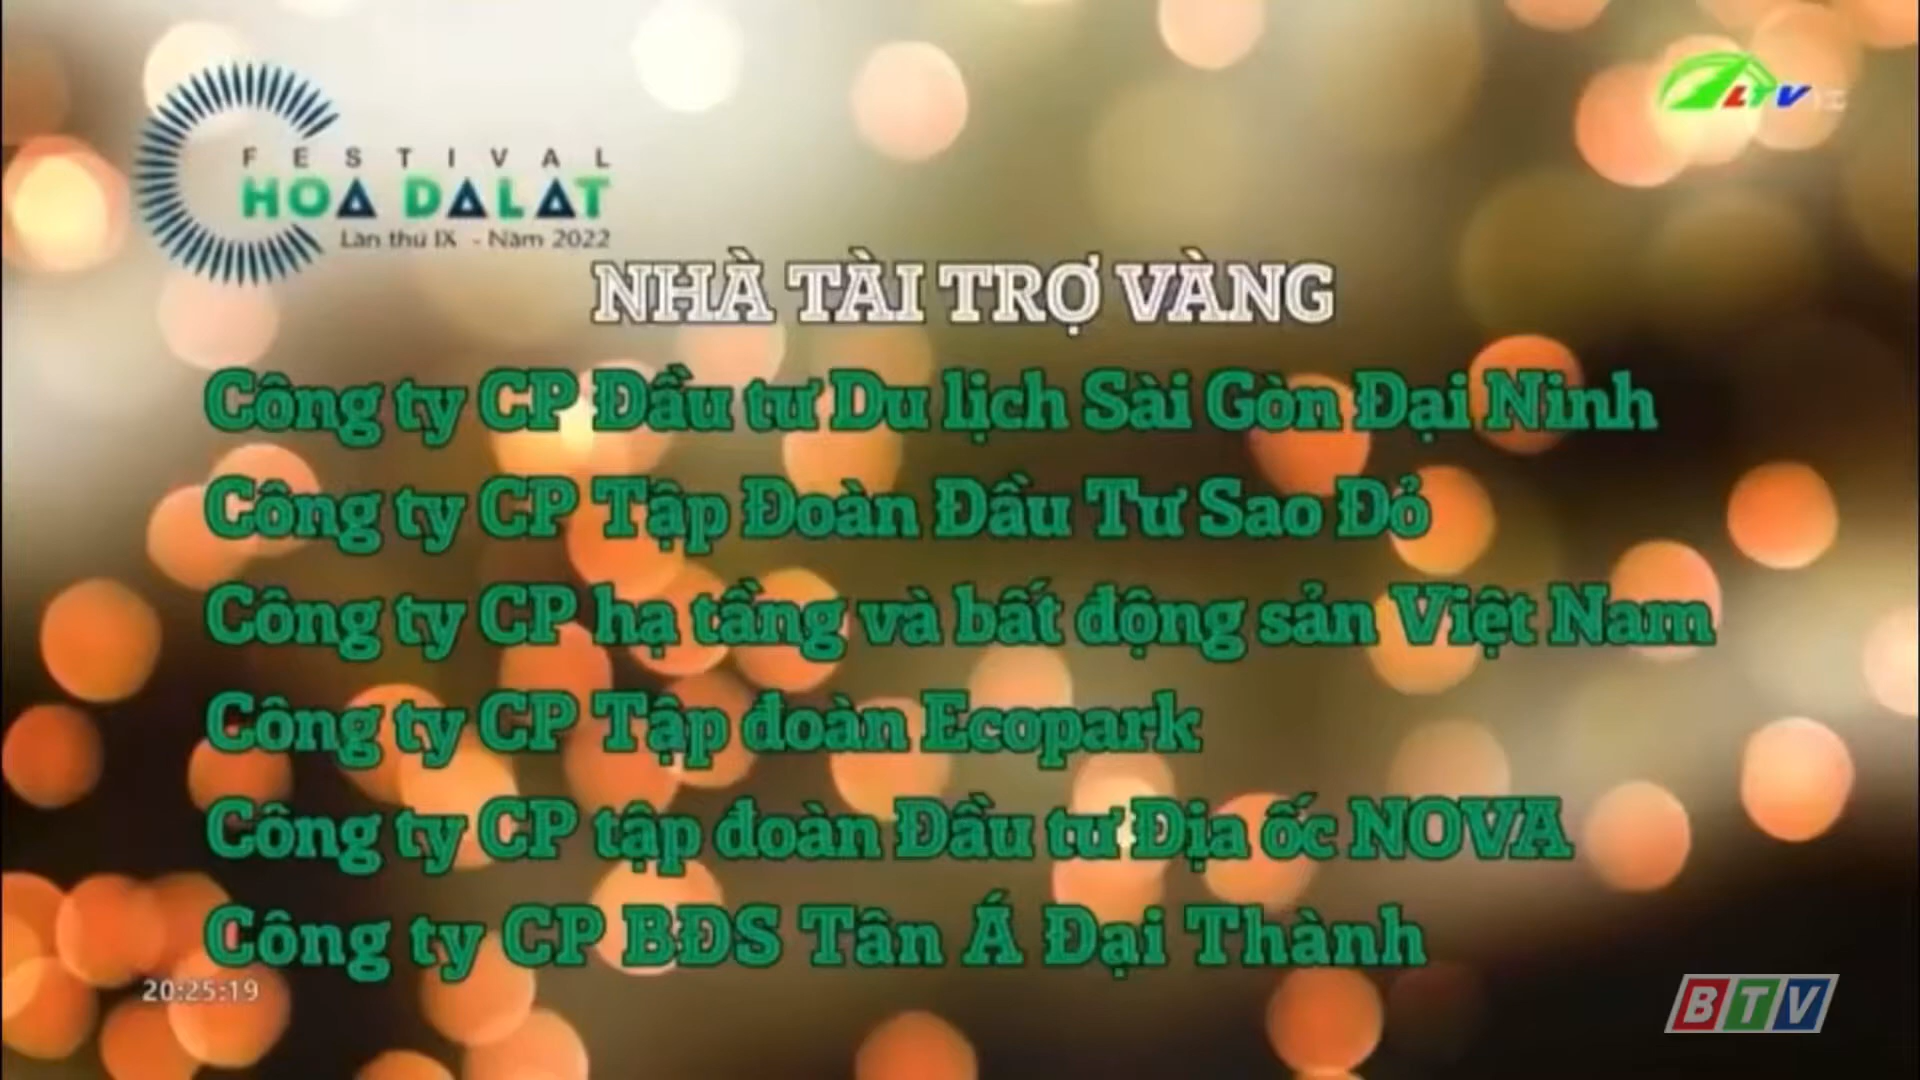 FESTIVAL
HOA DALAT
Lần thứ IX - Năm 2022
LTV
NHÀ TÀI TRỢ VÀNG
Công ty CP Đầu tư Du lịch Sài Gòn Đại Ninh
Công ty CP Tập Đoàn Đầu Tư Sao Đỏ
Công ty CP hạ tầng và bất động sản Việt Nam
Công ty CP Tập đoàn Ecopark
Công ty CP tập đoàn Đầu tư Địa ốc NOVA
Công ty CP BĐS Tân Á Đại Thành
20:25:19
BTV